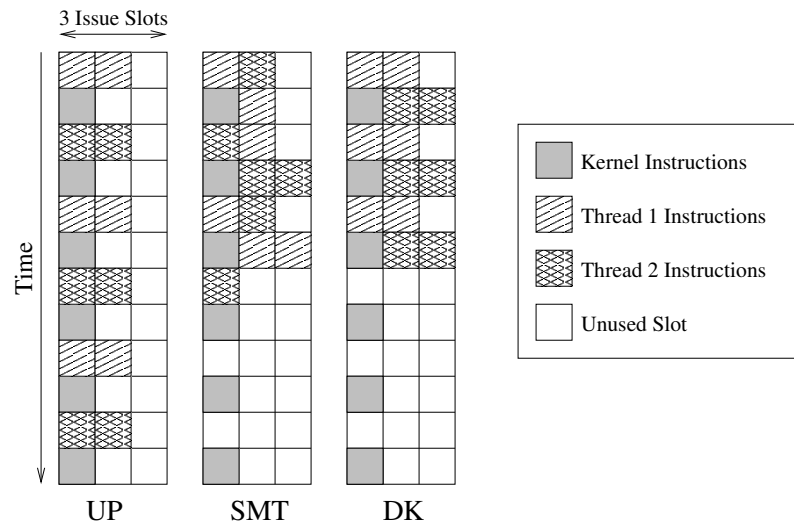 3 Issue Slots
Time
Kernel Instructions
Thread 1 Instructions
Thread 2 Instructions
Unused Slot
UP
SMT
DK